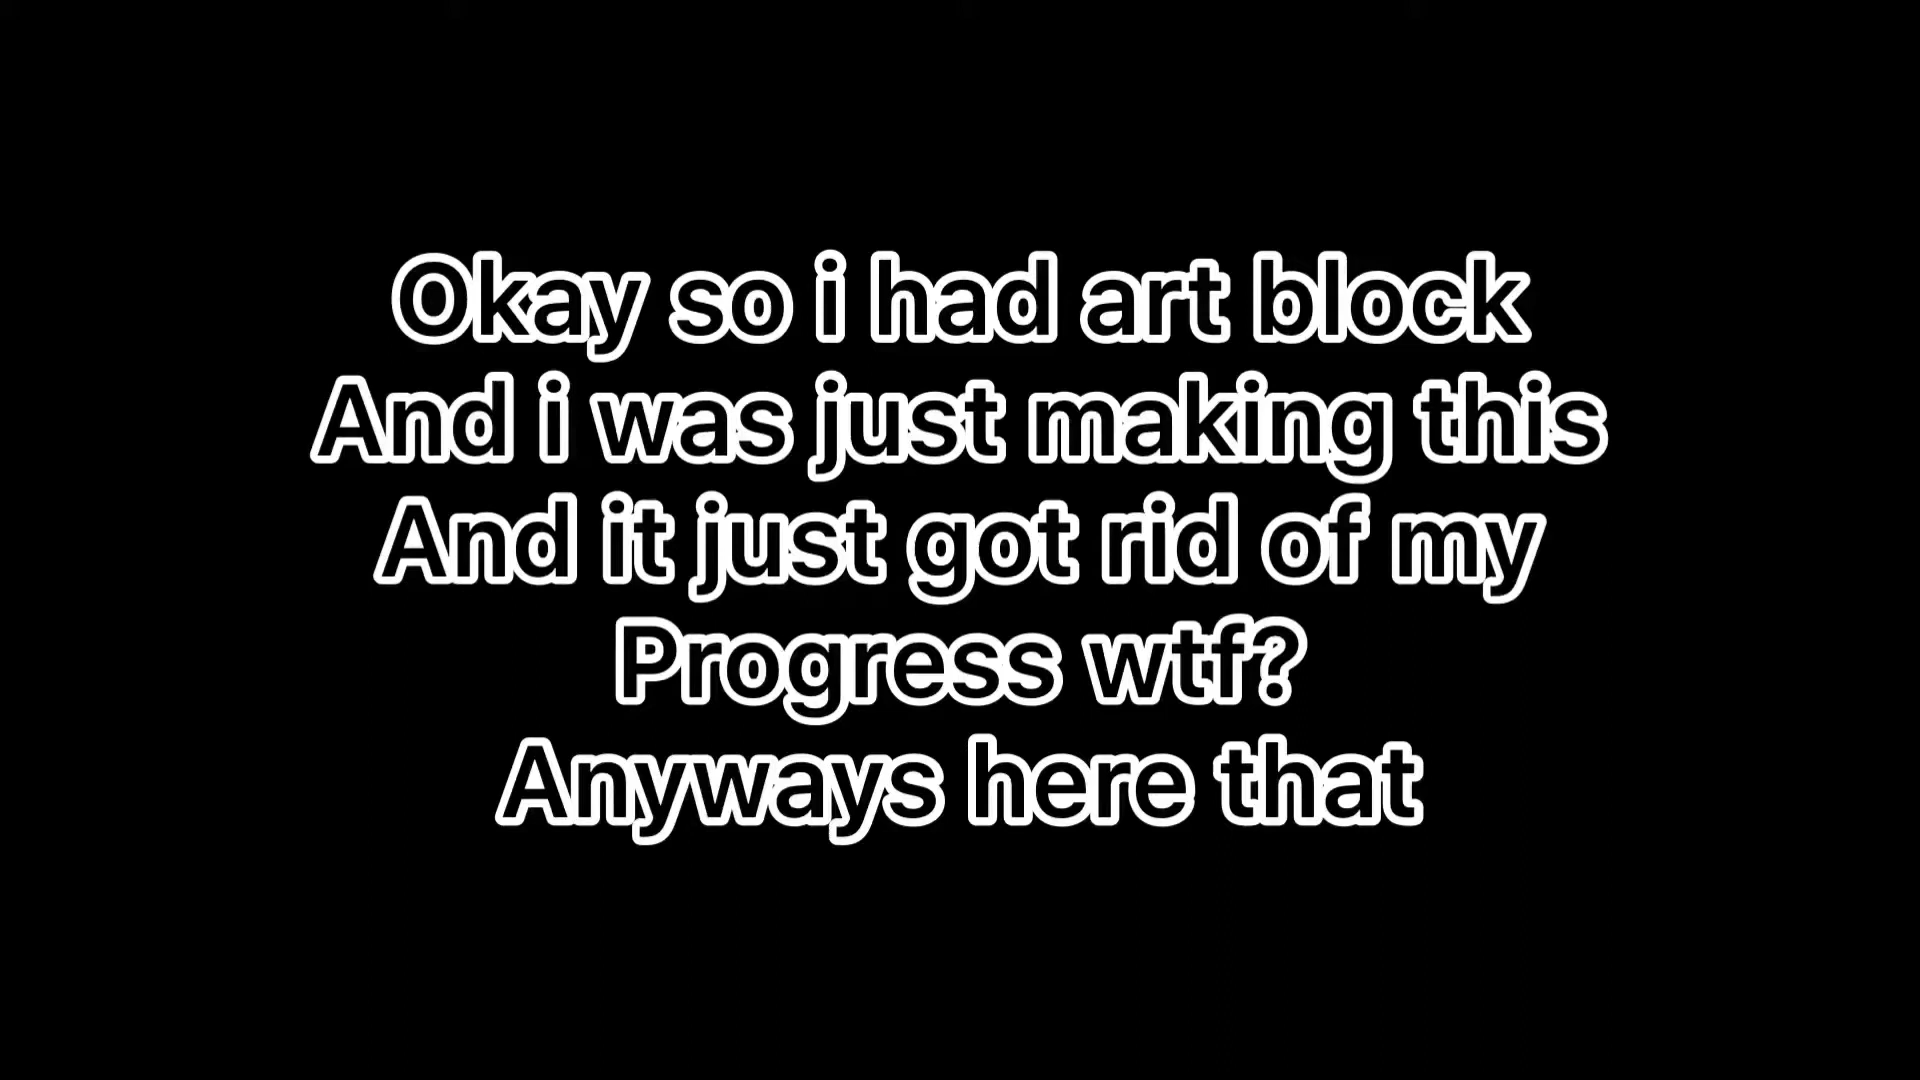 Okay so i had art block
And i was just making this
And it just got rid of my
Progress wtf?
Anyways here that